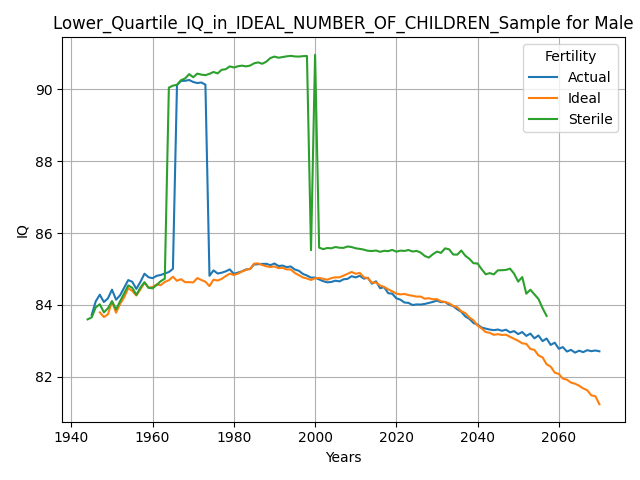 Lower_Quartile_IQ_in_IDEAL_NUMBER_OF_CHILDREN_Sample for Male
Fertility
Actual
Ideal
Sterile
IQ
90
88
86
84
82
1940 1960 1980 2000 2020 2040 2060
Years